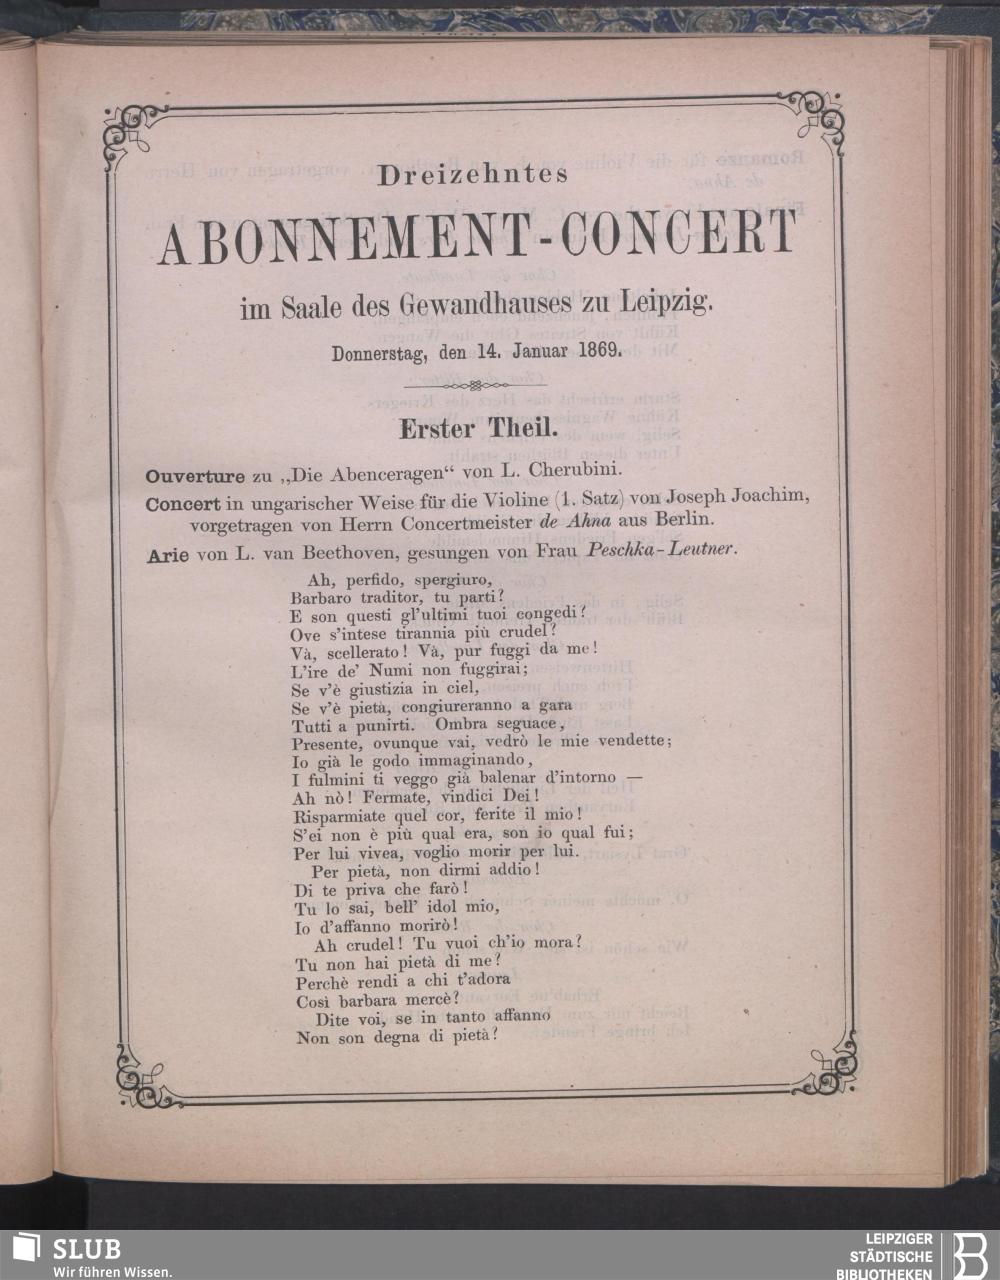 Dreizehntes
ABONNEMENT-CONCERT
im Saale des Gewandhauses zu Leipzig.
Donnerstag, den 14. Januar 1869.
Erster Theil.
Ouverture zu „Die Abenceragen“ von L. Cherubini.
Concert in ungarischer Weise für die Violine (1. Satz) von Joseph Joachim,
vorgetragen von Herrn Concertmeister de Ahna aus Berlin.
Arie von L. van Beethoven, gesungen von Frau Peschka-Leutner.
Ah, perfido, spergiuro,
Barbaro traditor, tu parti?
E son questi gl'ultimi tuoi congedi?
Ove s'intese tirannia più crudel?
Và, scellerato! Và, pur fuggi da me!
L'ire de' Numi non fuggirai;
Se v'è giustizia in ciel,
Se v'è pietà, congiureranno a gara
Tutti a punirti. Ombra seguace,
Presente, ovunque vai, vedrò le mie vendette;
Io già le godo immaginando,
I fulmini ti veggo già balenar d'intorno —
Ah nò! Fermate, vindici Dei!
Risparmiate quel cor, ferite il mio!
S'ei non è più qual era, son io qual fui;
Per lui vivea, voglio morir per lui.
Per pietà, non dirmi addio!
Di te priva che farò!
Tu lo sai, bell' idol mio,
Io d'affanno morirò!
Ah crudel! Tu vuoi ch'io mora?
Tu non hai pietà di me?
Perchè rendi a chi t'adora
Così barbara mercè?
Dite voi, se in tanto affanno
Non son degna di pietà?
SLUB
Wir führen Wissen.
LEIPZIGER
STÄDTISCHE
BIBLIOTHEKEN